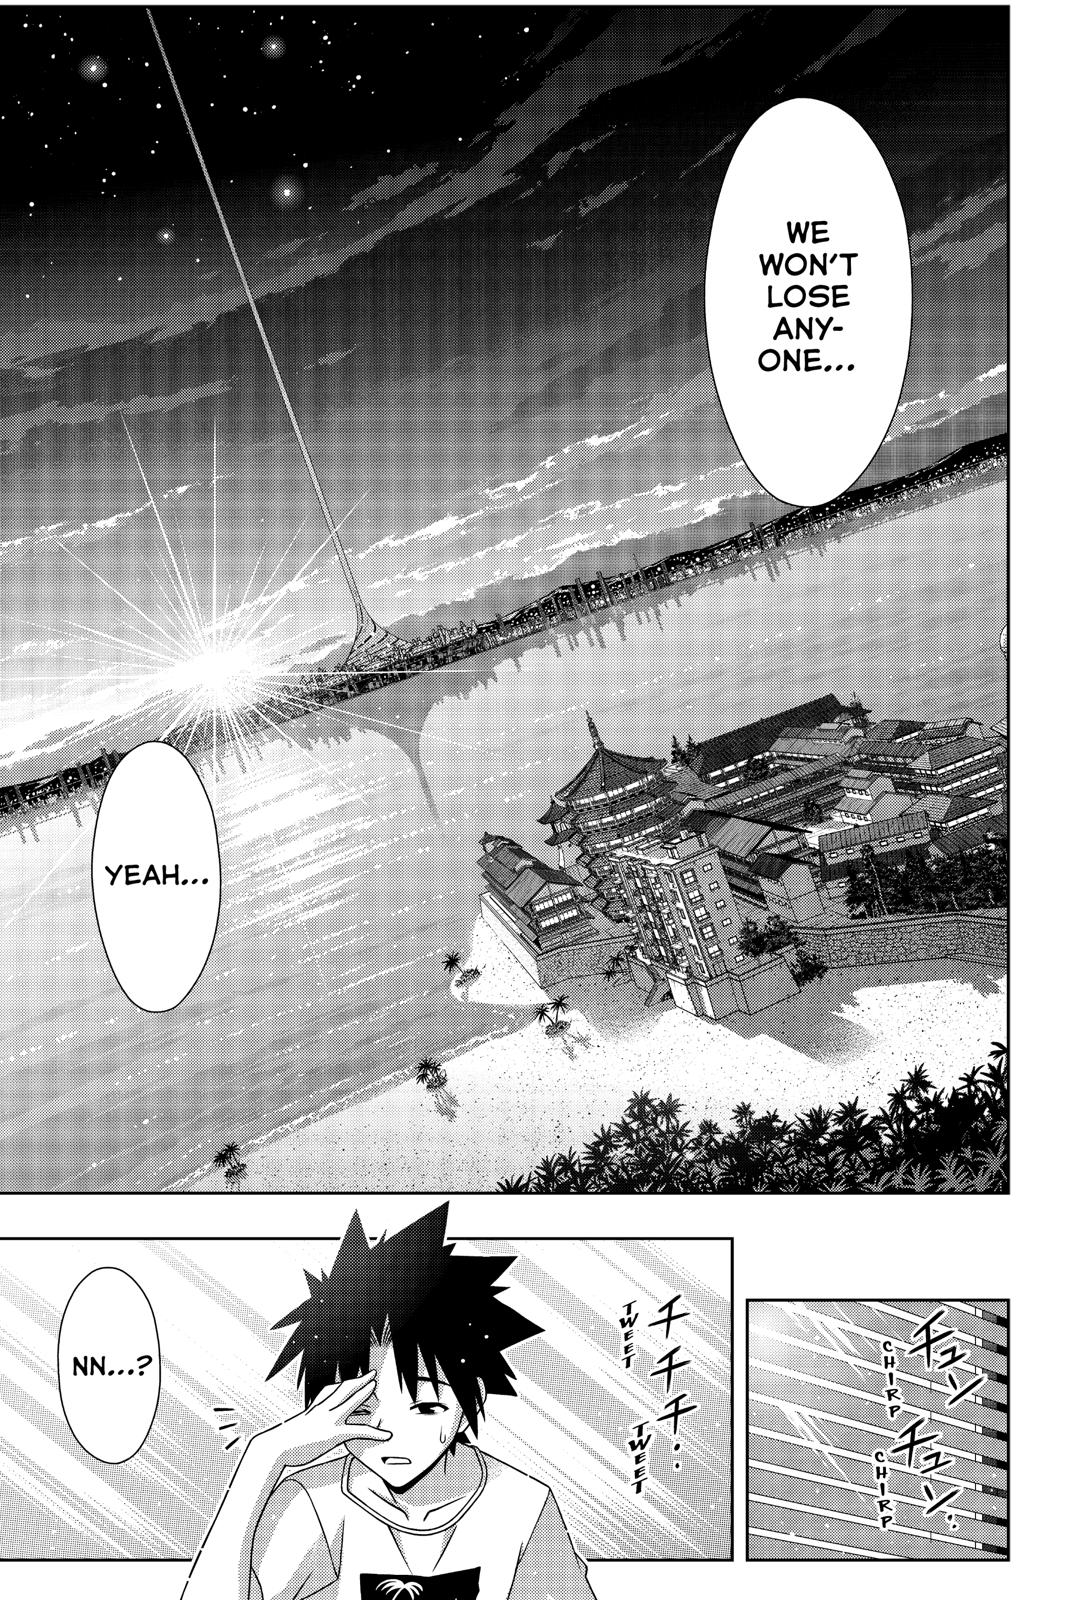 WE
WON'T
LOSE
ANY-
ONE...
YEAH...
チュン
CHIRP
チュン.
CHIRP
チチチ.
TWEET
TWEET
NN...?